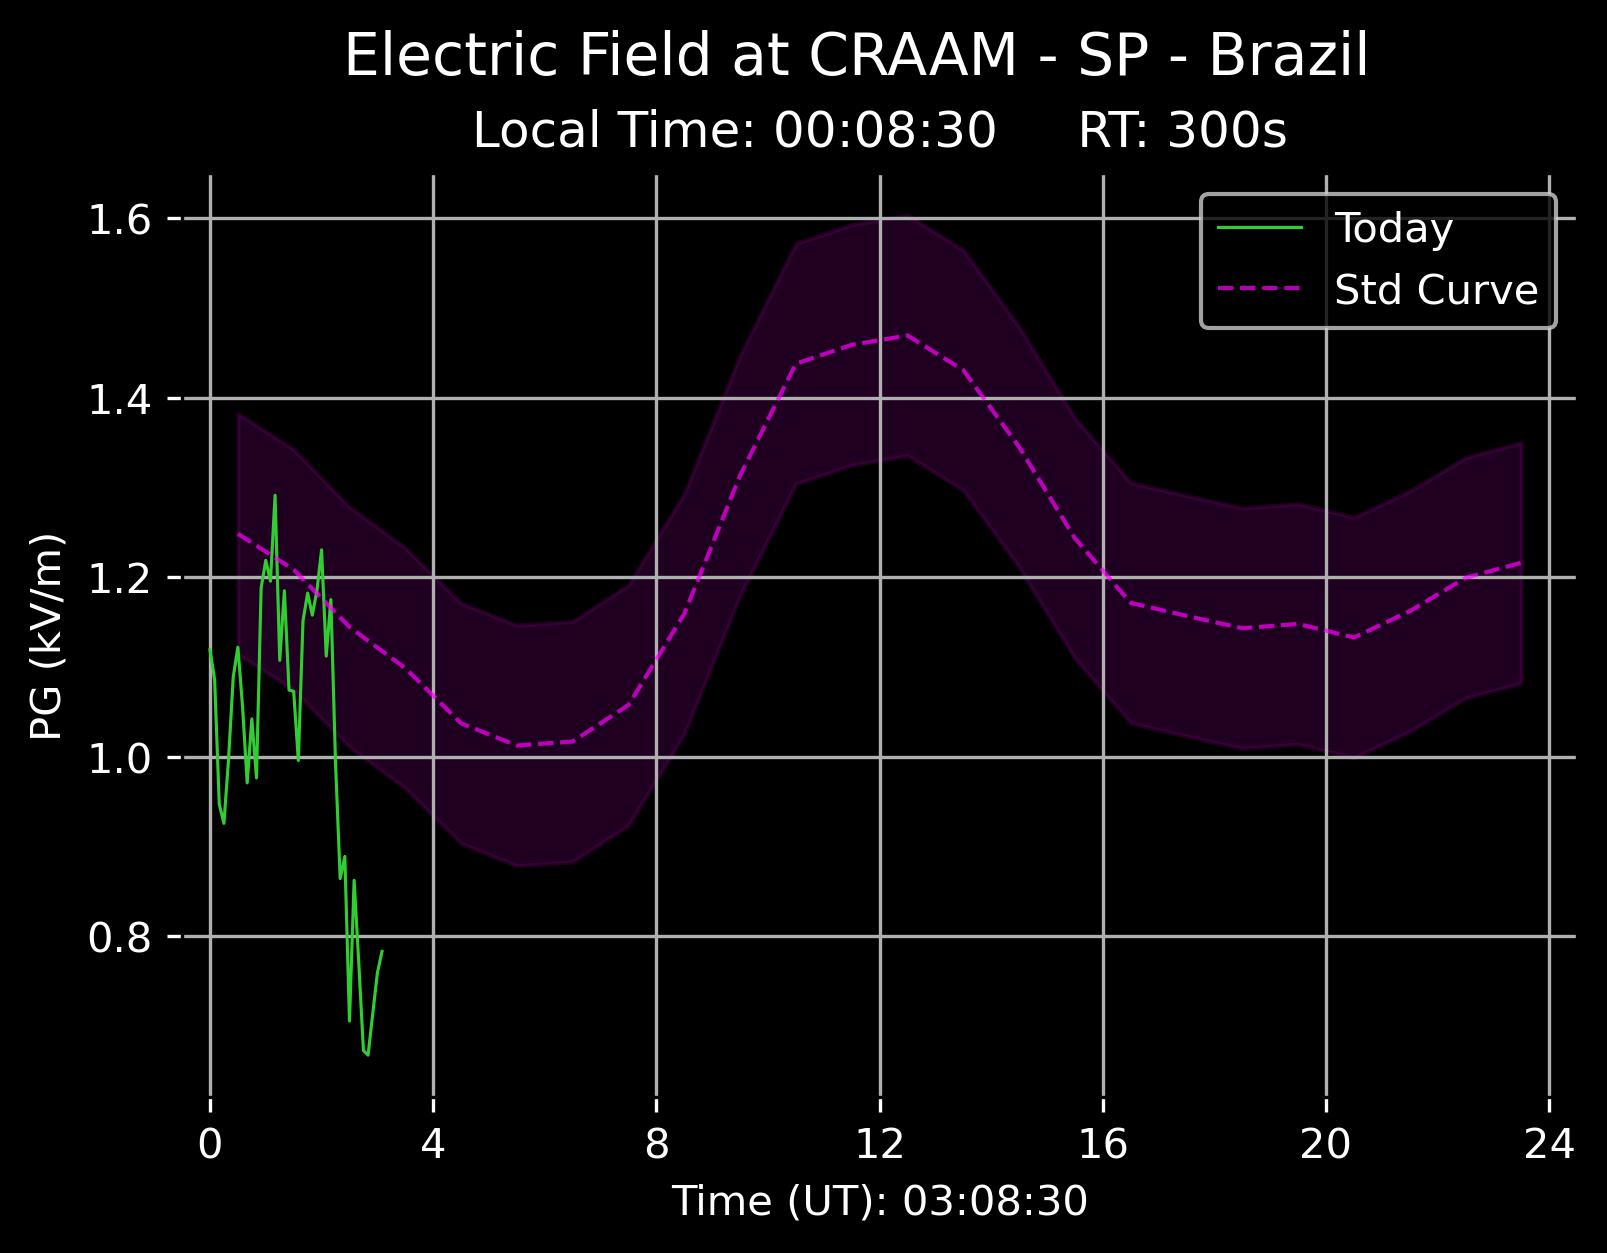 Electric Field at CRAAM - SP - Brazil
Local Time: 00:08:30 RT: 300s
Today
Std Curve
1.6
1.4
1.2
1.0
0.8
PG (kV/m)
0 4 8 12 16 20 24
Time (UT): 03:08:30